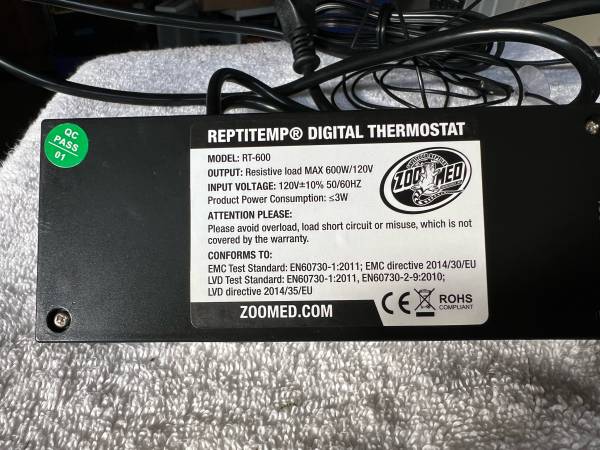 QC
PASS
01
REPTITEMP® DIGITAL THERMOSTAT
MODEL: RT-600
OUTPUT: Resistive load MAX 600W/120V
INPUT VOLTAGE: 120V±10% 50/60HZ
Product Power Consumption: ≤3W
ZOO MED
ATTENTION PLEASE:
Please avoid overload, load short circuit or misuse, which is not
covered by the warranty.
CONFORMS TO:
EMC Test Standard: EN60730-1:2011; EMC directive 2014/30/EU
LVD Test Standard: EN60730-1:2011, EN60730-2-9:2010;
LVD directive 2014/35/EU
CE
ROHS
COMPLIANT
ZOOMED.COM